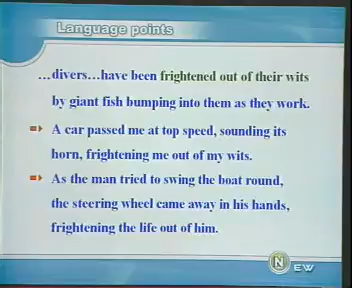 Language points
...divers...have been frightened out of their wits
by giant fish bumping into them as they work.
A car passed me at top speed, sounding its
horn, frightening me out of my wits.
As the man tried to swing the boat round,
the steering wheel came away in his hands,
frightening the life out of him.
N EW